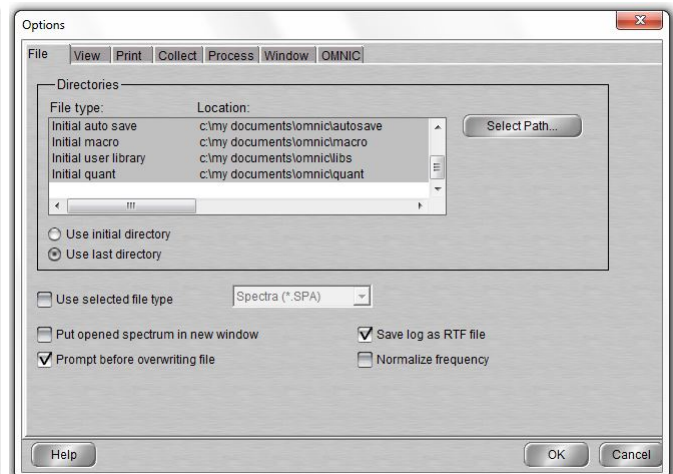 Options
File View Print Collect Process Window OMNIC
Directories
File type: Location:
Initial auto save c:\my documents\omnic\autosave
Select Path...
Initial macro c:\my documents\omnic\macro
Initial user library c:\my documents\omnic\libs
Initial quant c:\my documents\omnic\quant
Use initial directory
Use last directory
Use selected file type Spectra (*.SPA)
Put opened spectrum in new window Save log as RTF file
Prompt before overwriting file Normalize frequency
Help OK Cancel